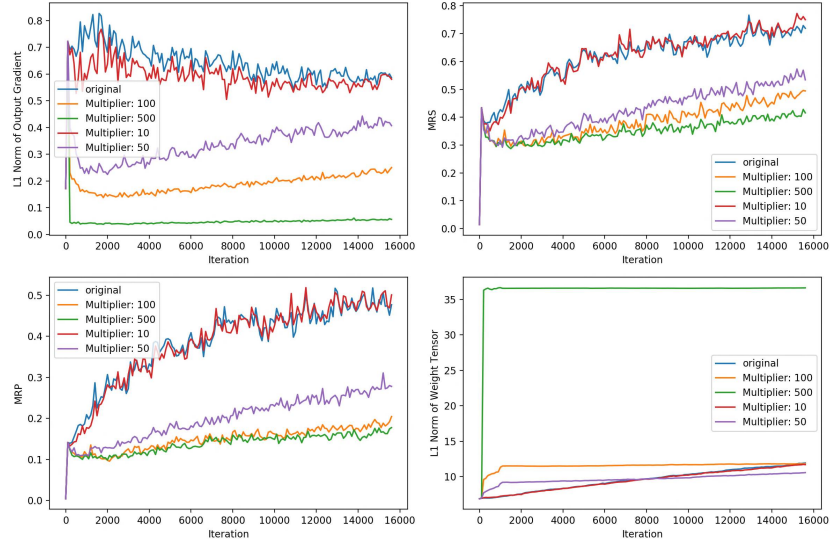 L1 Norm of Output Gradient
0.8
0.7
0.6
0.5
0.4
0.3
0.2
0.1
0.0
original
Multiplier: 100
Multiplier: 500
Multiplier: 10
Multiplier: 50
0 2000 4000 6000 8000 10000 12000 14000 16000
Iteration
MRS
0.8
0.7
0.6
0.5
0.4
0.3
0.2
0.1
0.0
original
Multiplier: 100
Multiplier: 500
Multiplier: 10
Multiplier: 50
0 2000 4000 6000 8000 10000 12000 14000 16000
Iteration
MRP
0.5
0.4
0.3
0.2
0.1
0.0
original
Multiplier: 100
Multiplier: 500
Multiplier: 10
Multiplier: 50
0 2000 4000 6000 8000 10000 12000 14000 16000
Iteration
L1 Norm of Weight Tensor
35
30
25
20
15
10
original
Multiplier: 100
Multiplier: 500
Multiplier: 10
Multiplier: 50
0 2000 4000 6000 8000 10000 12000 14000 16000
Iteration